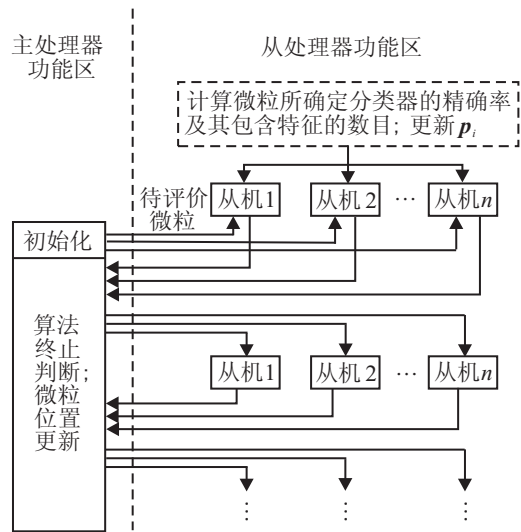 主处理器
功能区
从处理器功能区
计算微粒所确定分类器的精确率
及其包含特征的数目; 更新 pᵢ
待评价
微粒
从机1
从机2
…
从机n
初始化
算法
终止
判断;
微粒
位置
更新
从机1
从机2
…
从机n
⋮
⋮
⋮